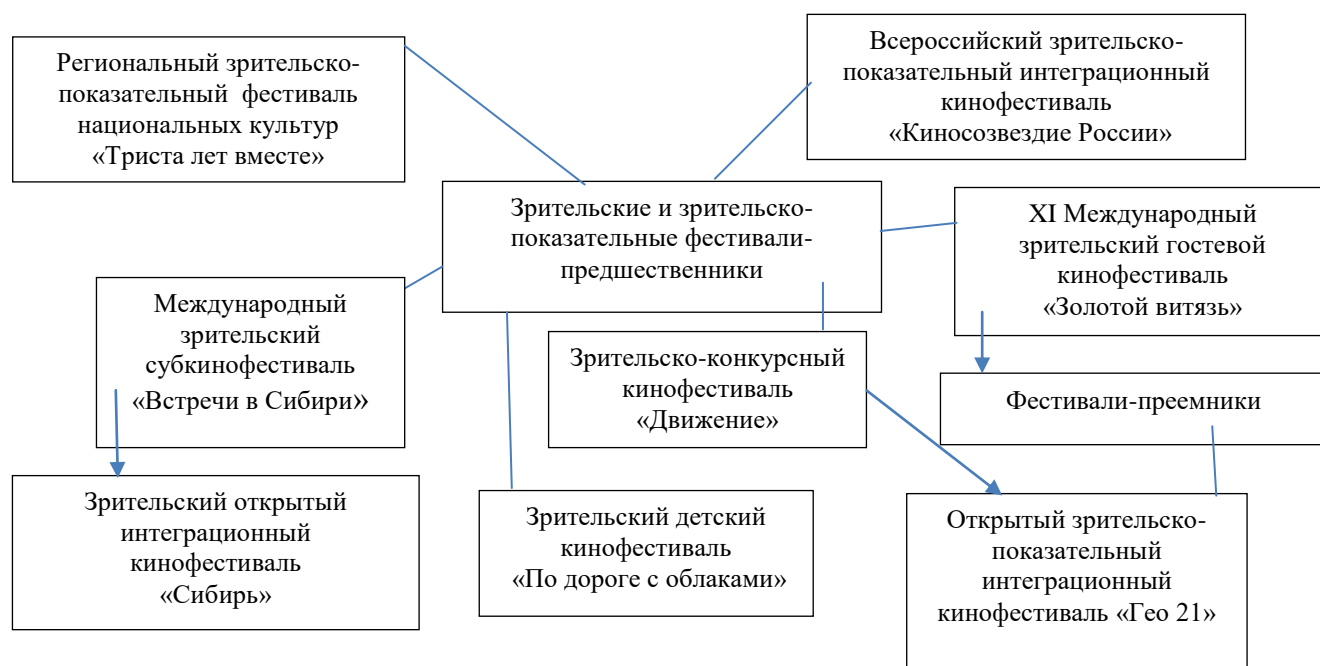 Региональный зрительско-
показательный фестиваль
национальных культур
«Триста лет вместе»
Всероссийский зрительско-
показательный интеграционный
кинофестиваль
«Киносозвездие России»
Зрительские и зрительско-
показательные фестивали-
предшественники
XI Международный
зрительский гостевой
кинофестиваль
«Золотой витязь»
Международный
зрительский
субкинофестиваль
«Встречи в Сибири»
Зрительско-конкурсный
кинофестиваль
«Движение»
Фестивали-преемники
Зрительский открытый
интеграционный
кинофестиваль
«Сибирь»
Зрительский детский
кинофестиваль
«По дороге с облаками»
Открытый зрительско-
показательный
интеграционный
кинофестиваль «Гео 21»